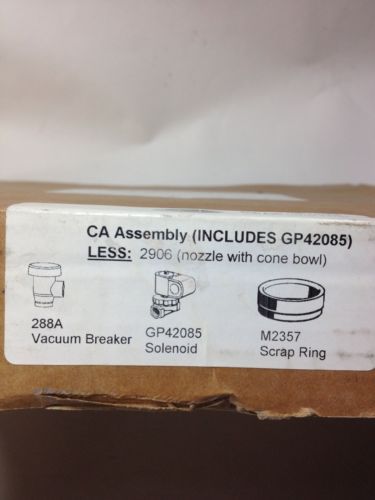 CA Assembly (INCLUDES GP42085)
LESS: 2906 (nozzle with cone bowl)
288A
Vacuum Breaker
GP42085
Solenoid
M2357
Scrap Ring